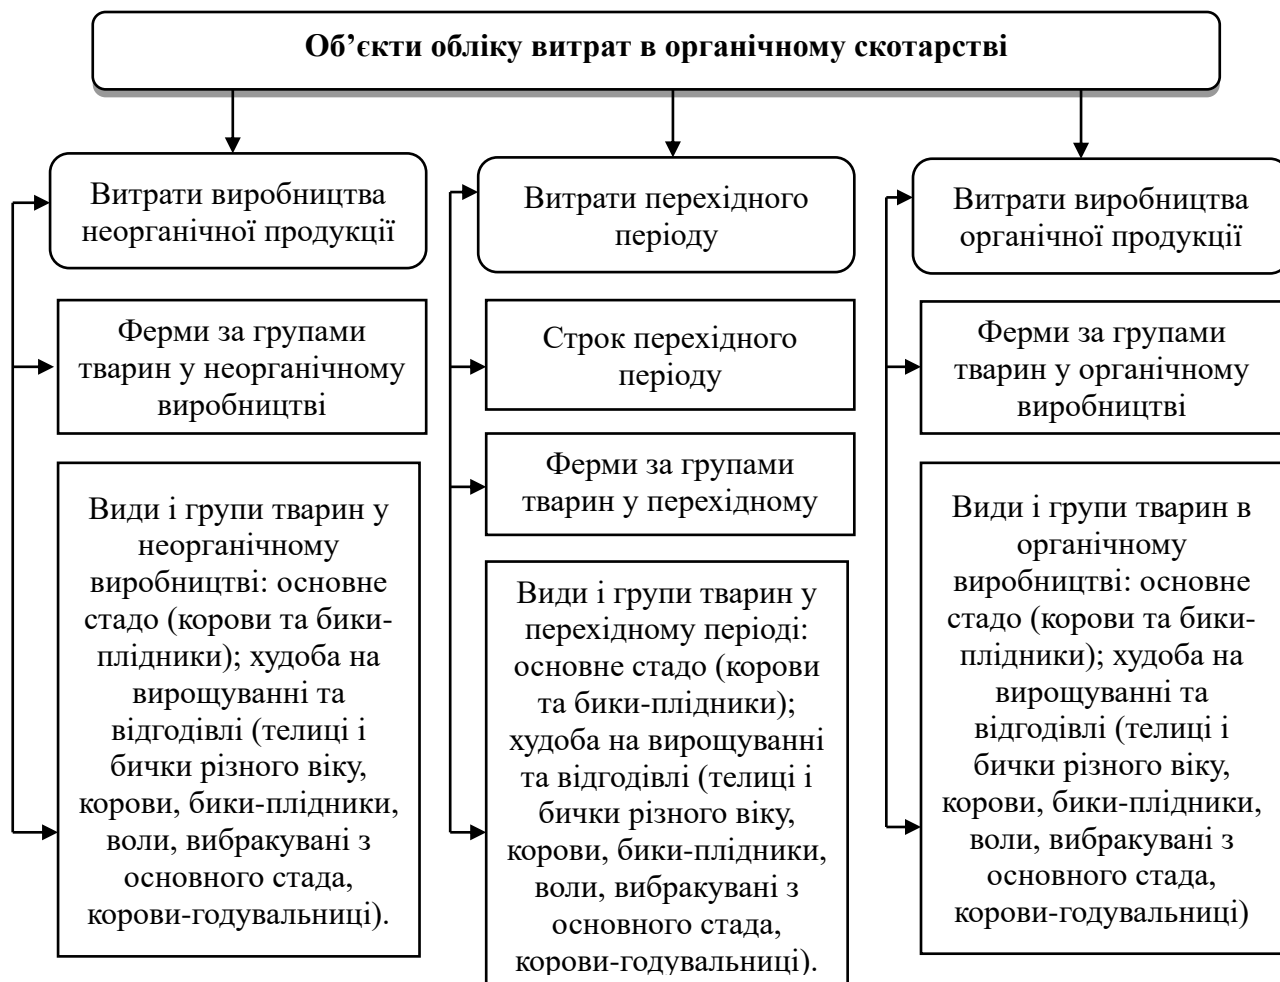 Об’єкти обліку витрат в органічному скотарстві
Витрати виробництва
неорганічної продукції
Ферми за групами
тварин у неорганічному
виробництві
Види і групи тварин у
неорганічному
виробництві: основне
стадо (корови та бики-
плідники); худоба на
вирощуванні та
відгодівлі (телиці і
бички різного віку,
корови, бики-плідники,
воли, вибракувані з
основного стада,
корови-годувальниці).
Витрати перехідного
періоду
Строк перехідного
періоду
Ферми за групами
тварин у перехідному
Види і групи тварин у
перехідному періоді:
основне стадо (корови
та бики-плідники);
худоба на вирощуванні
та відгодівлі (телиці і
бички різного віку,
корови, бики-плідники,
воли, вибракувані з
основного стада,
корови-годувальниці).
Витрати виробництва
органічної продукції
Ферми за групами
тварин у органічному
виробництві
Види і групи тварин в
органічному
виробництві: основне
стадо (корови та бики-
плідники); худоба на
вирощуванні та
відгодівлі (телиці і
бички різного віку,
корови, бики-плідники,
воли, вибракувані з
основного стада,
корови-годувальниці)